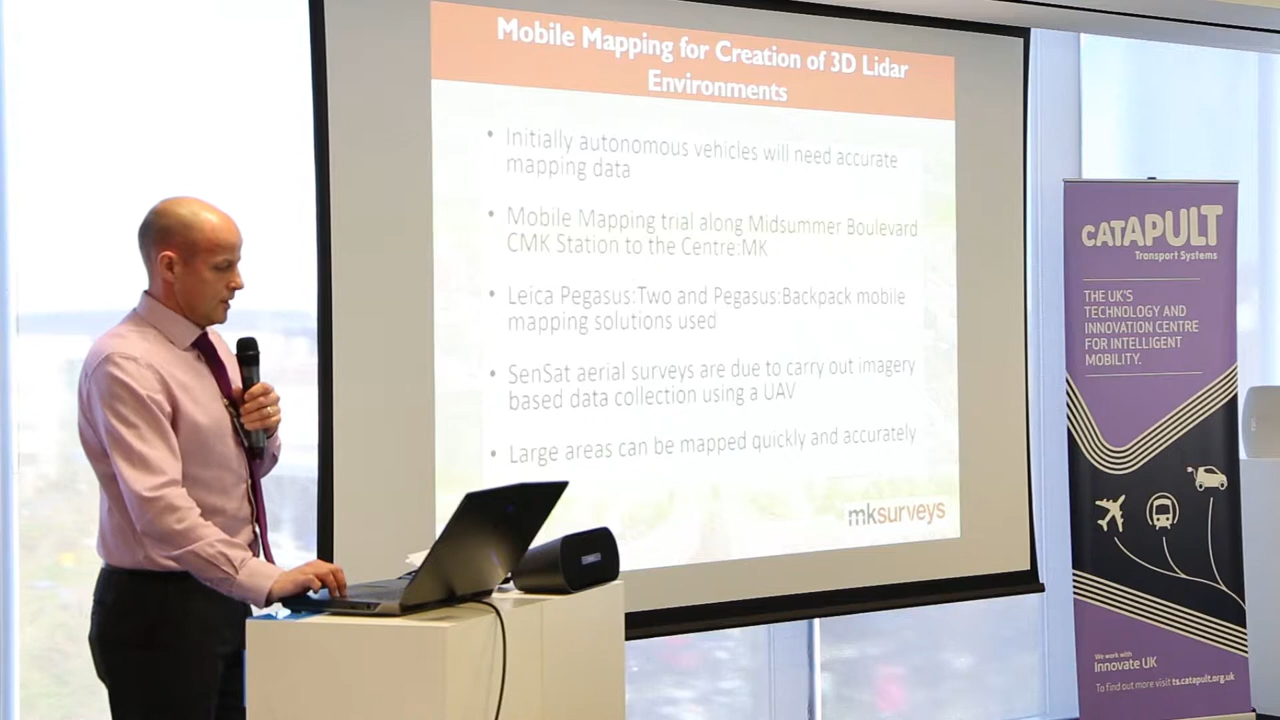 Mobile Mapping for Creation of 3D Lidar
Environments
• Initially autonomous vehicles will need accurate
mapping data
• Mobile Mapping trial along Midsummer Boulevard
CMK Station to the Centre:MK
• Leica Pegasus:Two and Pegasus:Backpack mobile
mapping solutions used
• SenSat aerial surveys are due to carry out imagery
based data collection using a UAV
• Large areas can be mapped quickly and accurately
mksurveys
CATAPULT
Transport Systems
THE UK'S
TECHNOLOGY AND
INNOVATION CENTRE
FOR INTELLIGENT
MOBILITY.
We work with
Innovate UK
To find out more visit ts.catapult.org.uk